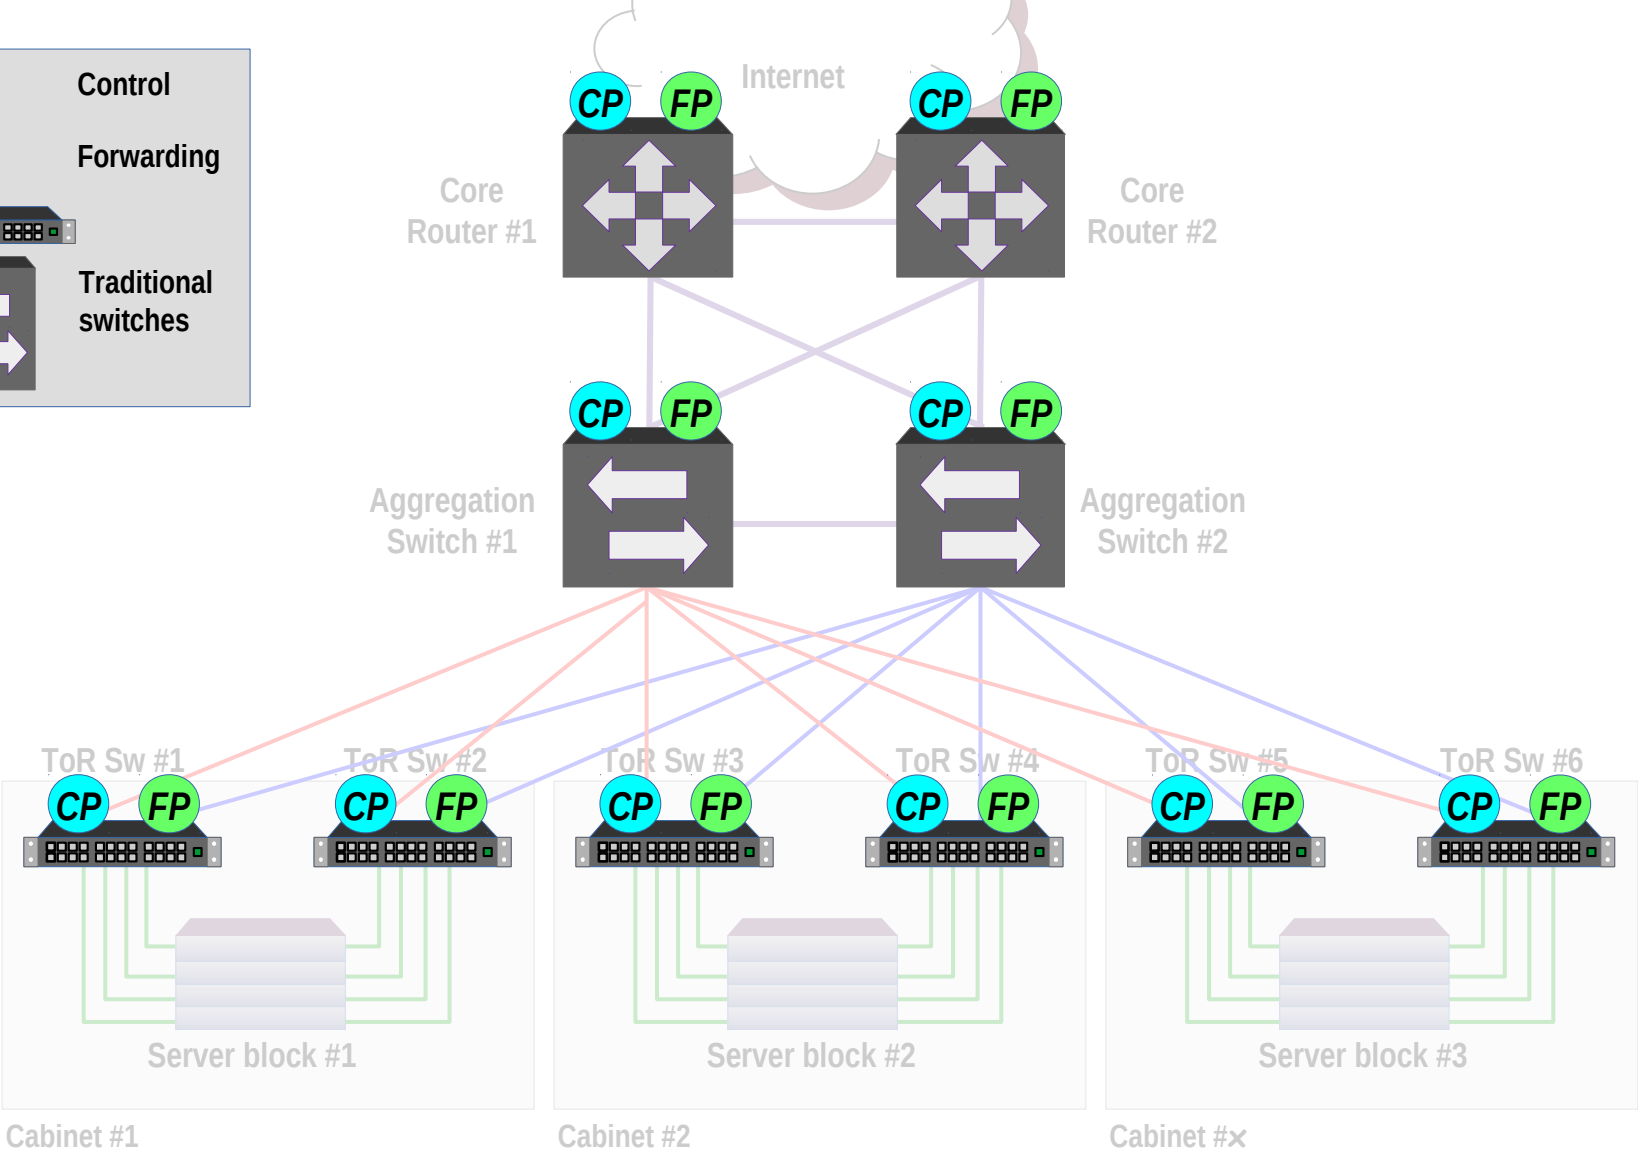 Internet
Control
Forwarding
Traditional
switches
CP FP
CP FP
Core
Router #1
Core
Router #2
CP FP
CP FP
Aggregation
Switch #1
Aggregation
Switch #2
ToR Sw #1
ToR Sw #2
ToR Sw #3
ToR Sw #4
ToR Sw #5
ToR Sw #6
CP FP
CP FP
CP FP
CP FP
CP FP
CP FP
Server block #1
Server block #2
Server block #3
Cabinet #1
Cabinet #2
Cabinet #x